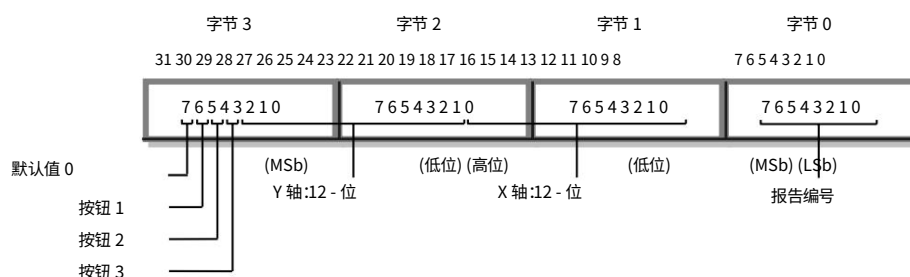 字节 3 字节 2 字节 1 字节 0
31 30 29 28 27 26 25 24 23 22 21 20 19 18 17 16 15 14 13 12 11 10 9 8 7 6 5 4 3 2 1 0
7 6 5 4 3 2 1 0 7 6 5 4 3 2 1 0 7 6 5 4 3 2 1 0 7 6 5 4 3 2 1 0
默认值 0 (MSb) (低位) (高位) (低位) (MSb) (LSb)
Y 轴:12 - 位 X 轴:12 - 位 报告编号
按钮 1
按钮 2
按钮 3